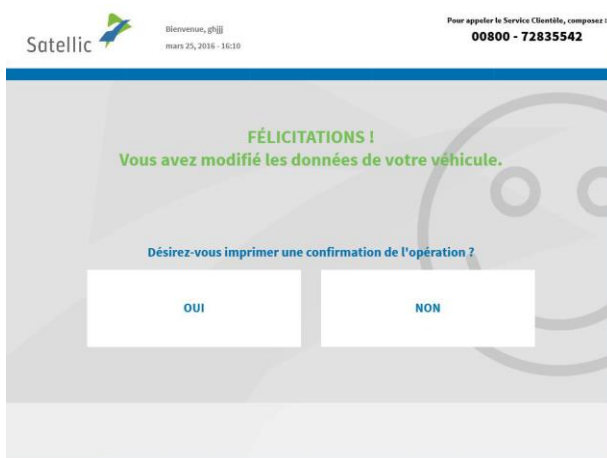 Satellic
Bienvenue, ghjjj
mars 25, 2016 - 16:10
Pour appeler le Service Clientèle, composez :
00800 - 72835542
FÉLICITATIONS !
Vous avez modifié les données de votre véhicule.
Désirez-vous imprimer une confirmation de l'opération ?
OUI
NON